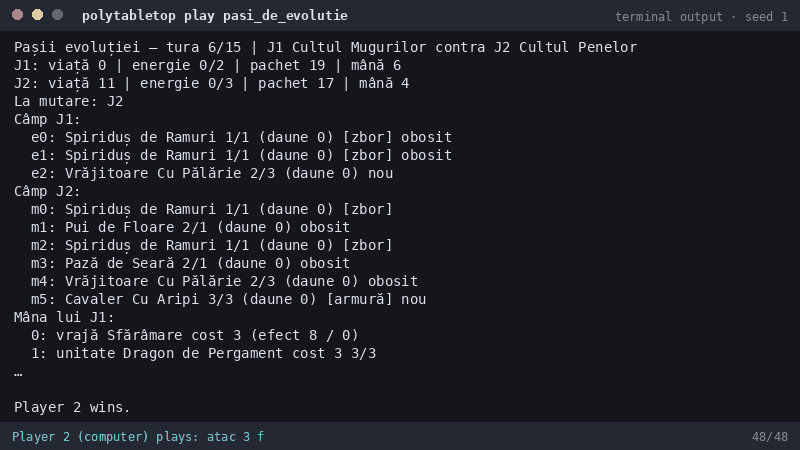 polytabletop play pasi_de_evolutie
terminal output · seed 1
Pașii evoluției — tura 6/15 | J1 Cultul Mugurilor contra J2 Cultul Penelor
J1: viață 0 | energie 0/2 | pachet 19 | mână 6
J2: viață 11 | energie 0/3 | pachet 17 | mână 4
La mutare: J2
Câmp J1:
e0: Spiriduș de Ramuri 1/1 (daune 0) [zbor] obosit
e1: Spiriduș de Ramuri 1/1 (daune 0) [zbor] obosit
e2: Vrăjitoare Cu Pălărie 2/3 (daune 0) nou
Câmp J2:
m0: Spiriduș de Ramuri 1/1 (daune 0) [zbor]
m1: Pui de Floare 2/1 (daune 0) obosit
m2: Spiriduș de Ramuri 1/1 (daune 0) [zbor]
m3: Pază de Seară 2/1 (daune 0) obosit
m4: Vrăjitoare Cu Pălărie 2/3 (daune 0) obosit
m5: Cavaler Cu Aripi 3/3 (daune 0) [armură] nou
Mâna lui J1:
0: vrajă Sfărâmare cost 3 (efect 8 / 0)
1: unitate Dragon de Pergament cost 3 3/3
…
Player 2 wins.
Player 2 (computer) plays: atac 3 f
48/48